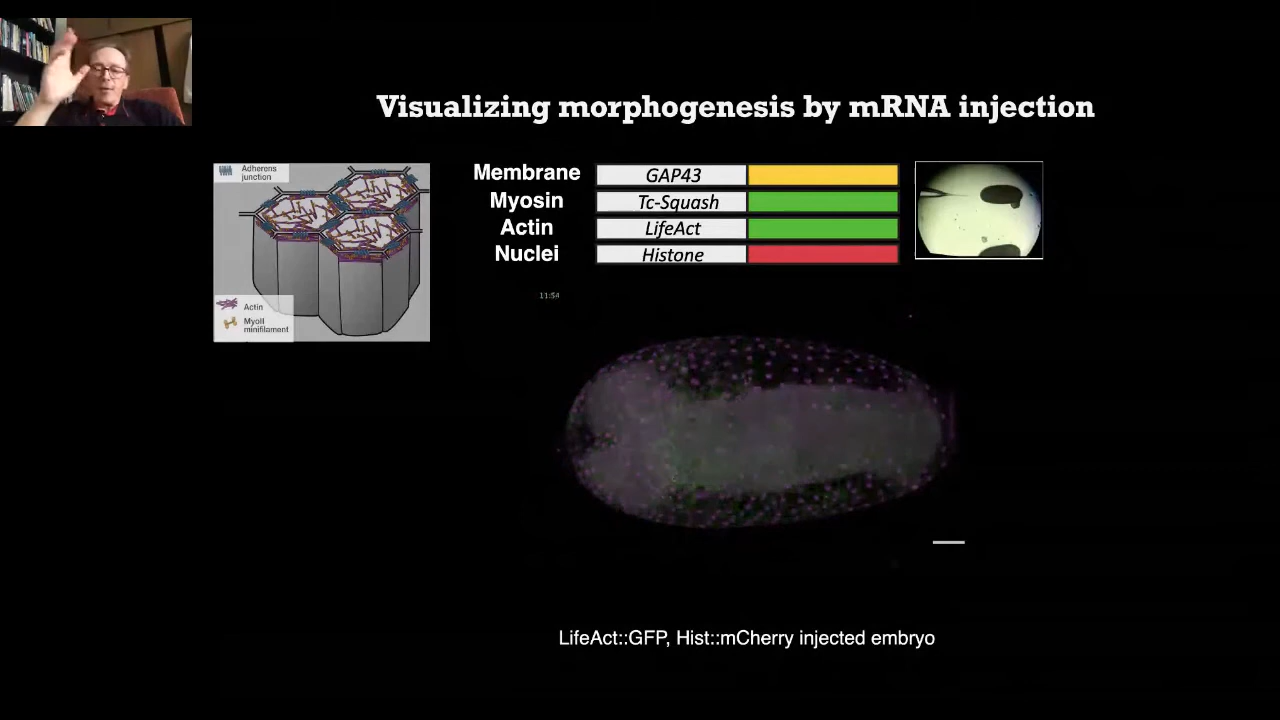 Visualizing morphogenesis by mRNA injection
Adherens
junction
Actin
MyoII
minifilament
Membrane GAP43
Myosin Tc-Squash
Actin LifeAct
Nuclei Histone
11:54
LifeAct::GFP, Hist::mCherry injected embryo